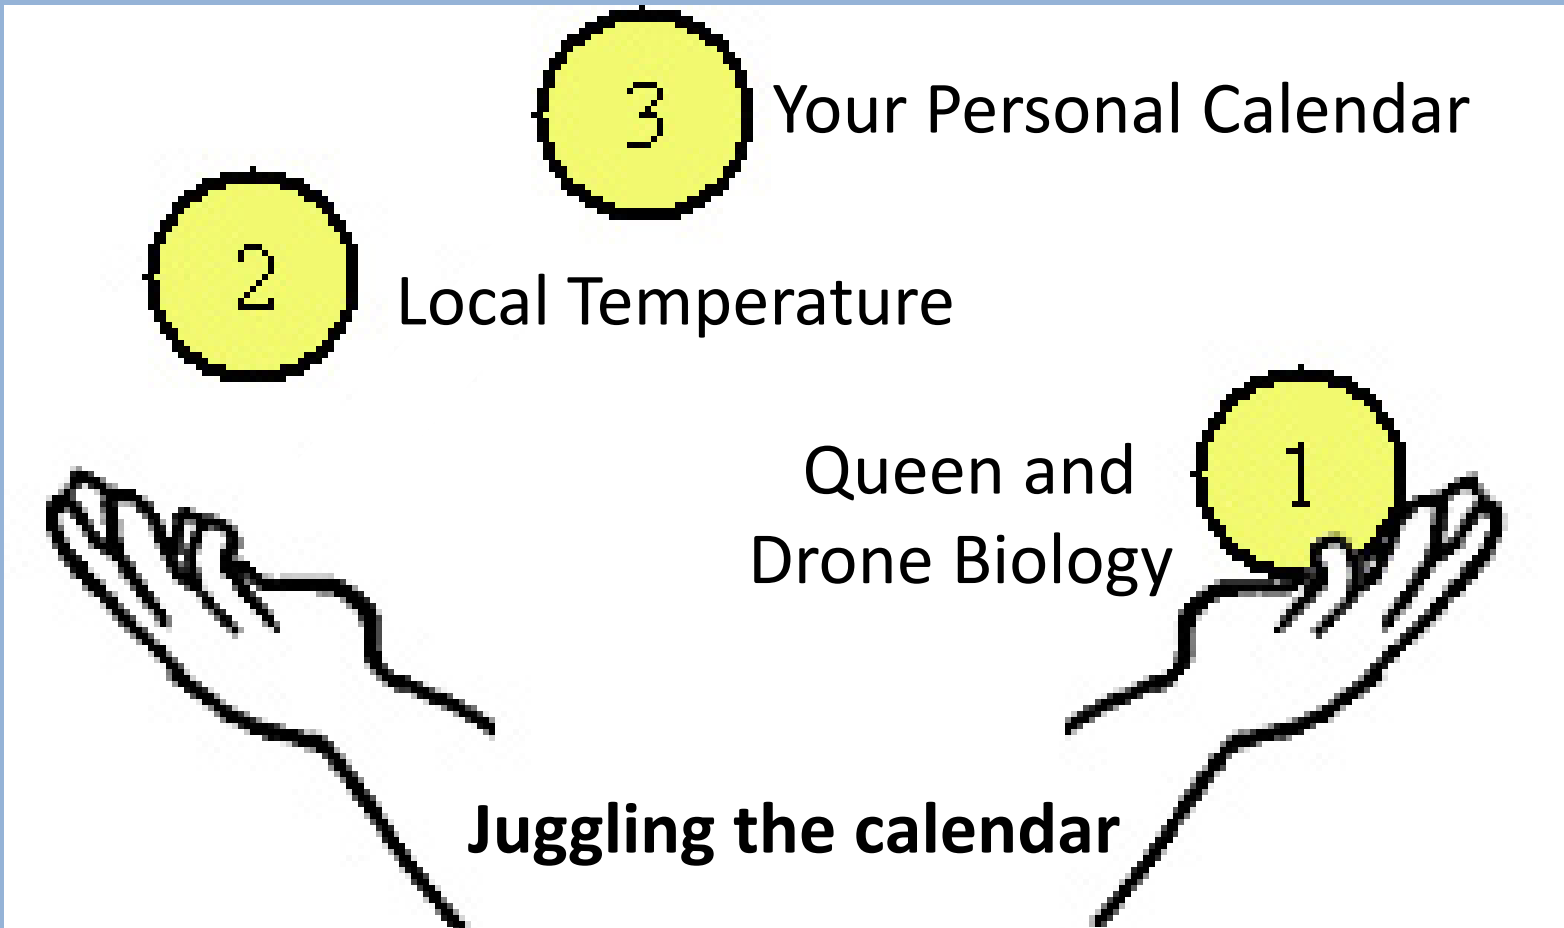 3 Your Personal Calendar
2 Local Temperature
Queen and
Drone Biology
1
Juggling the calendar